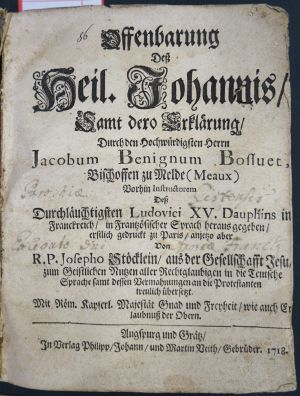 86
Offenbarung
Deß
Heil. Johannis/
Samt dero Erklärung/
Durch den Hochwürdigsten Herrn
Jacobum Benignum Bossuet,
Bischoffen zu Melde (Meaux)
Vorhin Instructorem
Deß
Durchläuchtigsten Ludovici XV. Dauphins in
Franckreich/ in Frantzösischer Sprach heraus gegeben/
erstlich gedruckt zu Paris/ anjetzo aber
Von
R. P. Josepho Stöcklein/ aus der Gesellschafft Jesu,
zum Geistlichen Nutzen aller Rechtglaubigen in die Teutsche
Sprache samt dessen Vermahnungen an die Protestanten
treulich übersetzt.
Mit Röm. Kayserl. Majestät Gnad und Freyheit/ wie auch Er-
laubnuß der Obern.
Augspurg und Grätz/
In Verlag Philipp/ Johann/ und Martin Veith/ Gebrüder. 1718.